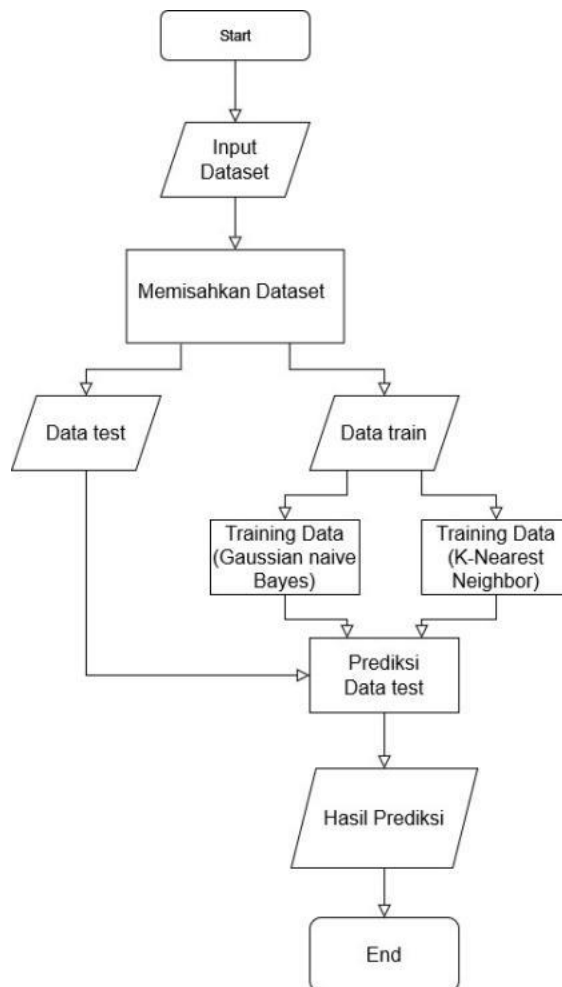 Start
Input
Dataset
Memisahkan Dataset
Data test
Data train
Training Data
(Gaussian naive
Bayes)
Training Data
(K-Nearest
Neighbor)
Prediksi
Data test
Hasil Prediksi
End